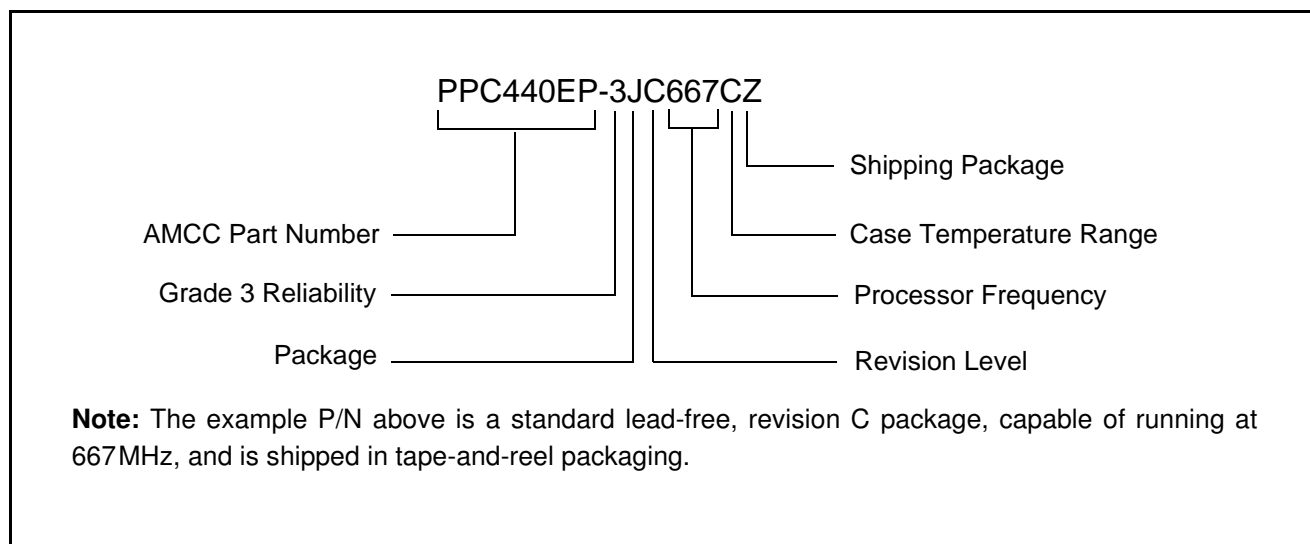 PPC440EP-3JC667CZ
Shipping Package
AMCC Part Number
Case Temperature Range
Grade 3 Reliability
Processor Frequency
Package
Revision Level
Note: The example P/N above is a standard lead-free, revision C package, capable of running at
667MHz, and is shipped in tape-and-reel packaging.